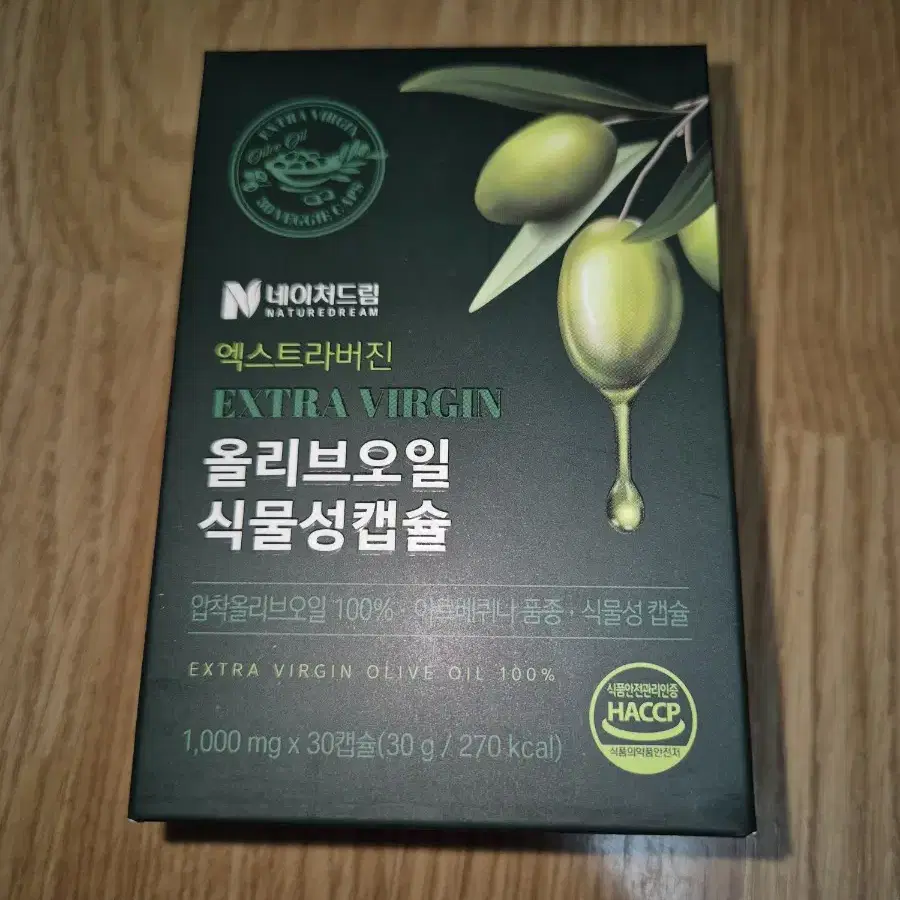 EXTRA VIRGIN
Olive Oil
30 VEGGIE CAPS
네이처드림
NATUREDREAM
엑스트라버진
EXTRA VIRGIN
올리브오일
식물성캡슐
압착올리브오일 100% · 아르베퀴나 품종 · 식물성 캡슐
EXTRA VIRGIN OLIVE OIL 100%
1,000 mg x 30캡슐(30 g / 270 kcal)
식품안전관리인증
HACCP
식품의약품안전처